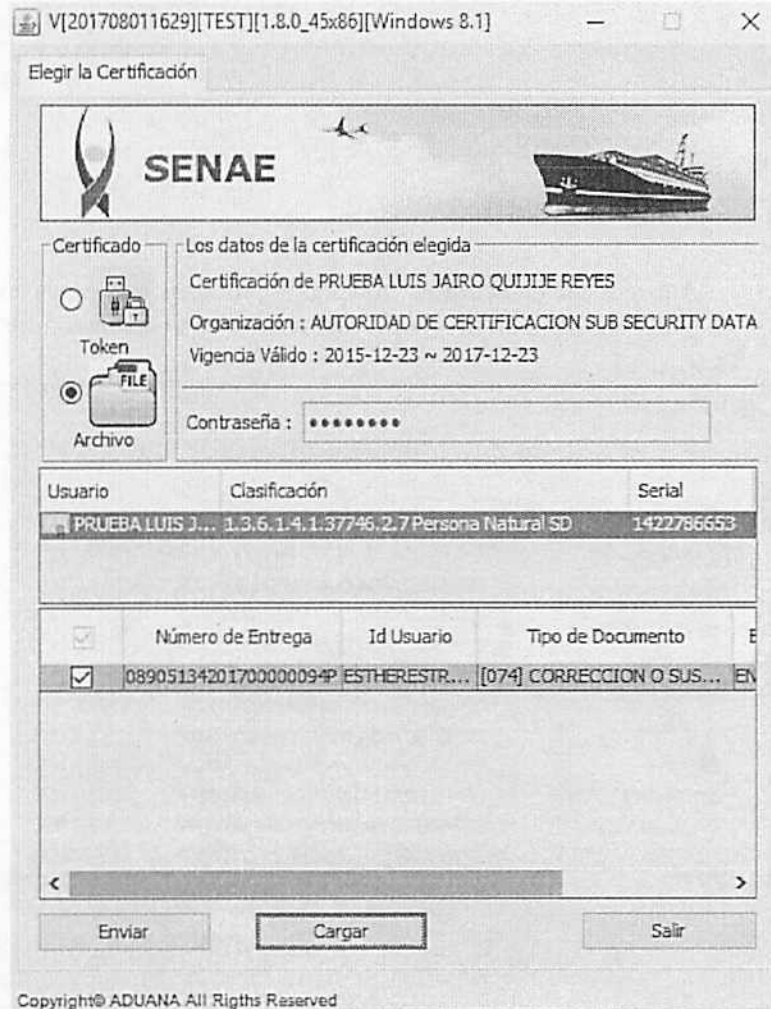 V[201708011629][TEST][1.8.0_45x86][Windows 8.1]
Elegir la Certificación
SENAE
Certificado
Token
FILE
Archivo
Los datos de la certificación elegida
Certificación de PRUEBA LUIS JAIRO QUIJIJE REYES
Organización : AUTORIDAD DE CERTIFICACION SUB SECURITY DATA
Vigencia Válido : 2015-12-23 ~ 2017-12-23
Contraseña : ••••••••
Usuario Clasificación Serial
PRUEBA LUIS J... 1.3.6.1.4.1.37746.2.7 Persona Natural SD 1422786653
Número de Entrega Id Usuario Tipo de Documento E
08905134201700000094P ESTHERESTR... [074] CORRECCION O SUS... EN
Enviar Cargar Salir
Copyright© ADUANA All Rigths Reserved